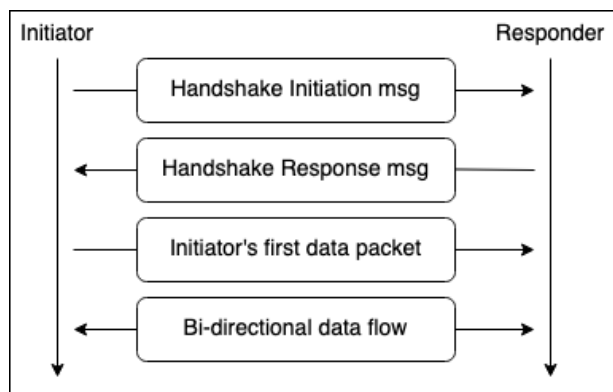 Initiator
Responder
Handshake Initiation msg
Handshake Response msg
Initiator's first data packet
Bi-directional data flow